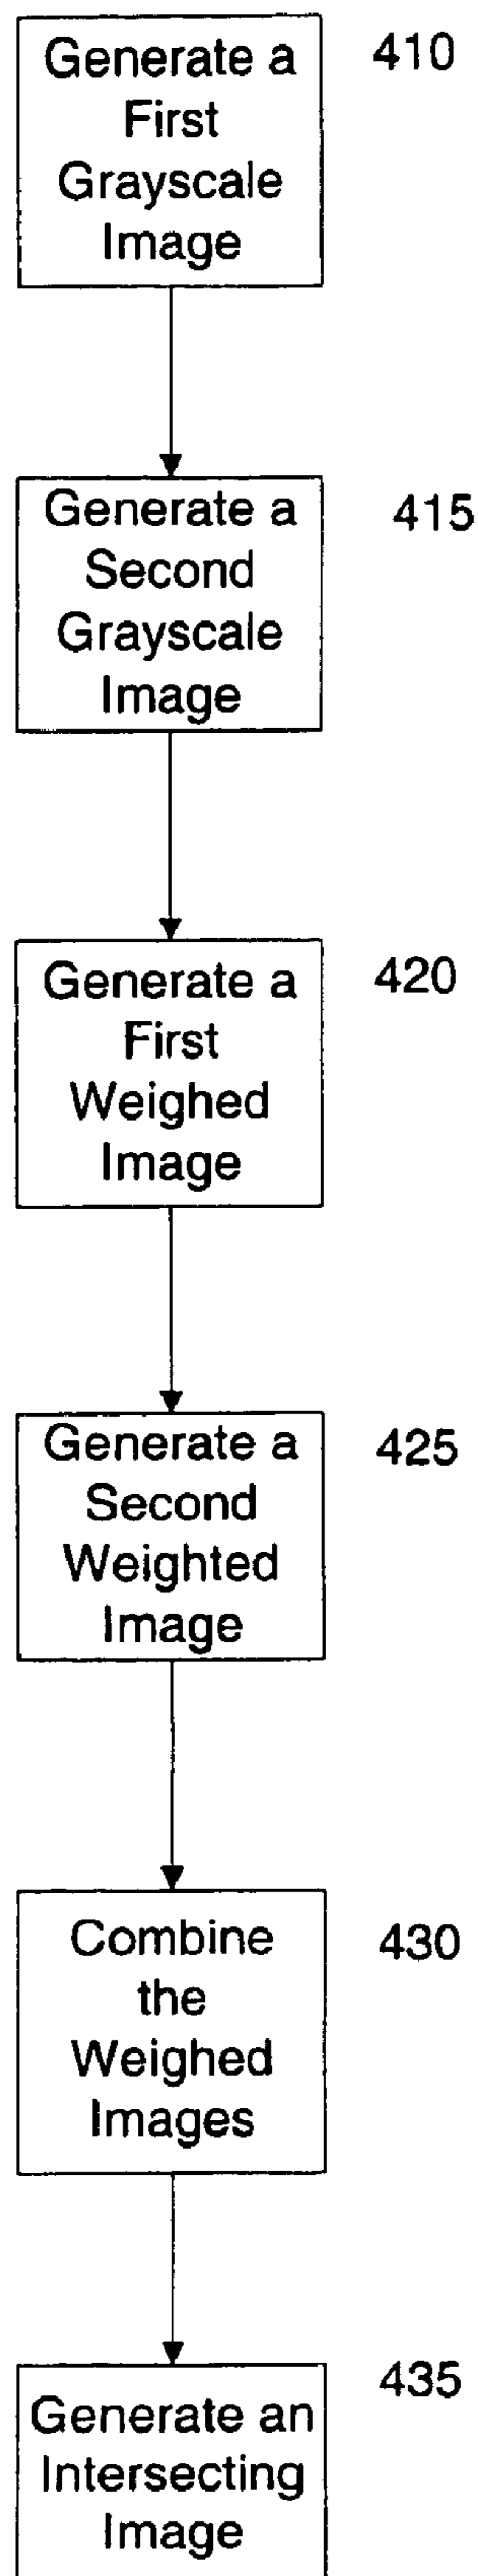 Generate a
First
Grayscale
Image
410
Generate a
Second
Grayscale
Image
415
Generate a
First
Weighed
Image
420
Generate a
Second
Weighted
Image
425
Combine
the
Weighed
Images
430
Generate an
Intersecting
Image
435